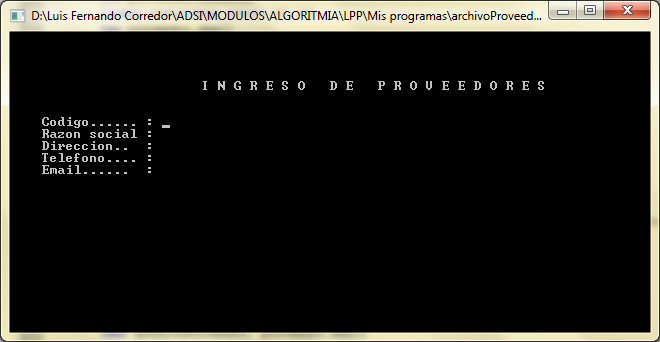 D:\Luis Fernando Corredor\ADSI\MODULOS\ALGORITMIA\LPP\Mis programas\archivoProveed...
I N G R E S O   D E   P R O V E E D O R E S
Codigo...... :
Razon social :
Direccion..  :
Telefono.... :
Email......  :